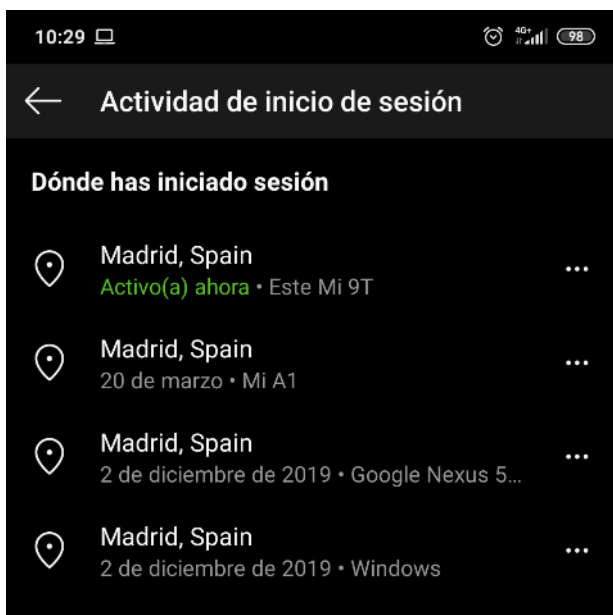 10:29 4G+ 98
Actividad de inicio de sesión
Dónde has iniciado sesión
Madrid, Spain
Activo(a) ahora • Este Mi 9T
Madrid, Spain
20 de marzo • Mi A1
Madrid, Spain
2 de diciembre de 2019 • Google Nexus 5...
Madrid, Spain
2 de diciembre de 2019 • Windows